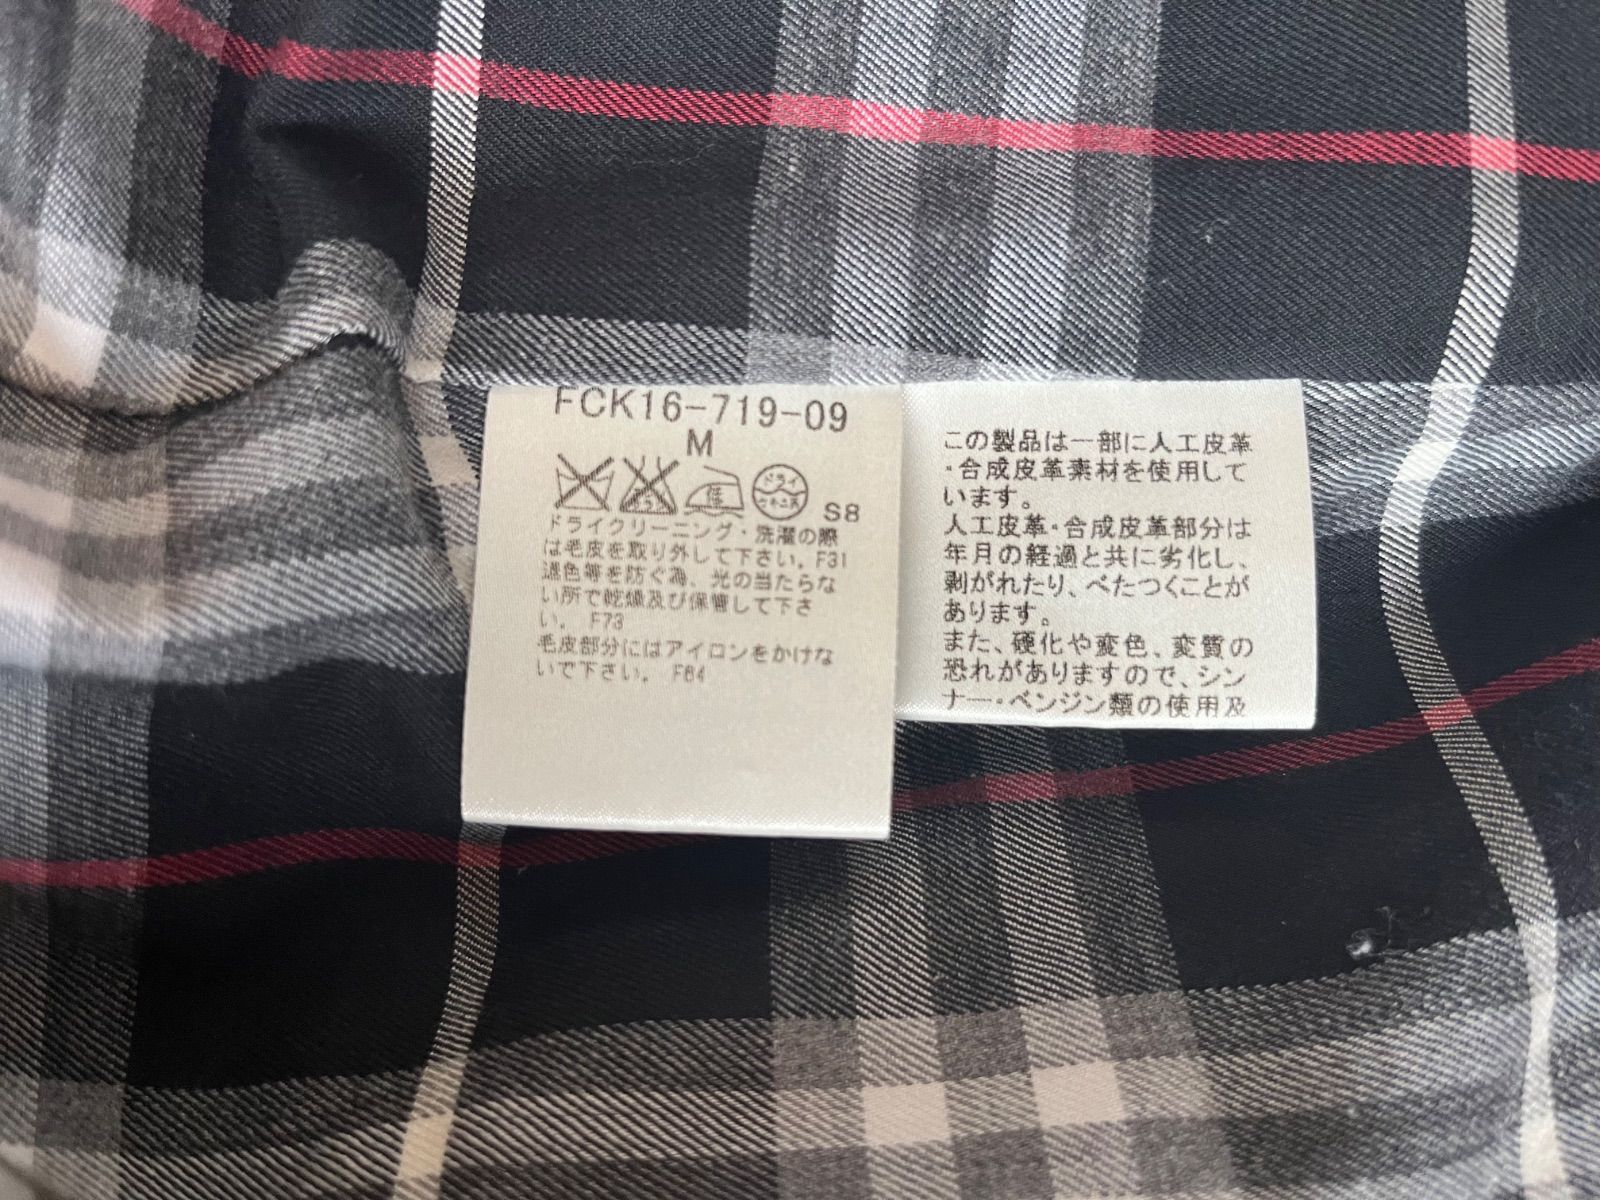 FCK16-719-09
M
ドライ
S8
ドライクリーニング・洗濯の際
は毛皮を取り外して下さい。F31
退色等を防ぐ為、光の当たらな
い所で乾燥及び保管して下さ
い。 F73
毛皮部分にはアイロンをかけな
いで下さい。 F64
この製品は一部に人工皮革
・合成皮革素材を使用して
います。
人工皮革・合成皮革部分は
年月の経過と共に劣化し、
剥がれたり、べたつくことが
あります。
また、硬化や変色、変質の
恐れがありますので、シン
ナー・ベンジン類の使用及